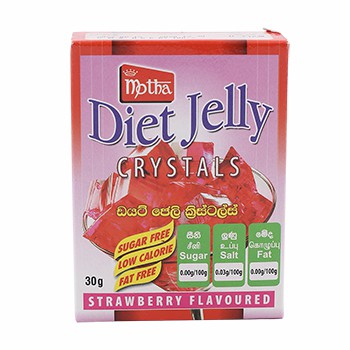 Motha
Diet Jelly
CRYSTALS
ඩයට් ජෙලි ක්‍රිස්ටල්ස්
SUGAR FREE
LOW CALORIE
FAT FREE
සීනි
சீனி
Sugar
0.00g/100g
ලුණු
உப்பு
Salt
0.03g/100g
මේද
கொழுப்பு
Fat
0.00g/100g
30g
STRAWBERRY FLAVOURED